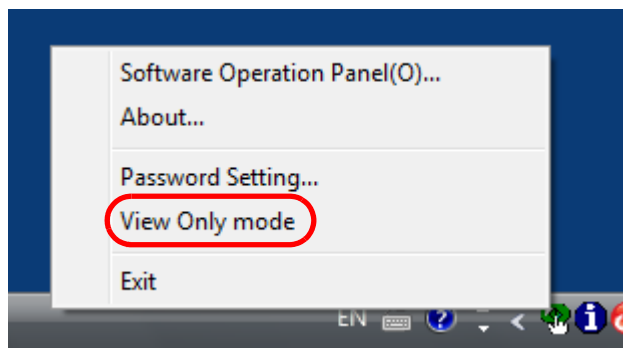 Software Operation Panel(O)...
About...
Password Setting...
View Only mode
Exit
EN